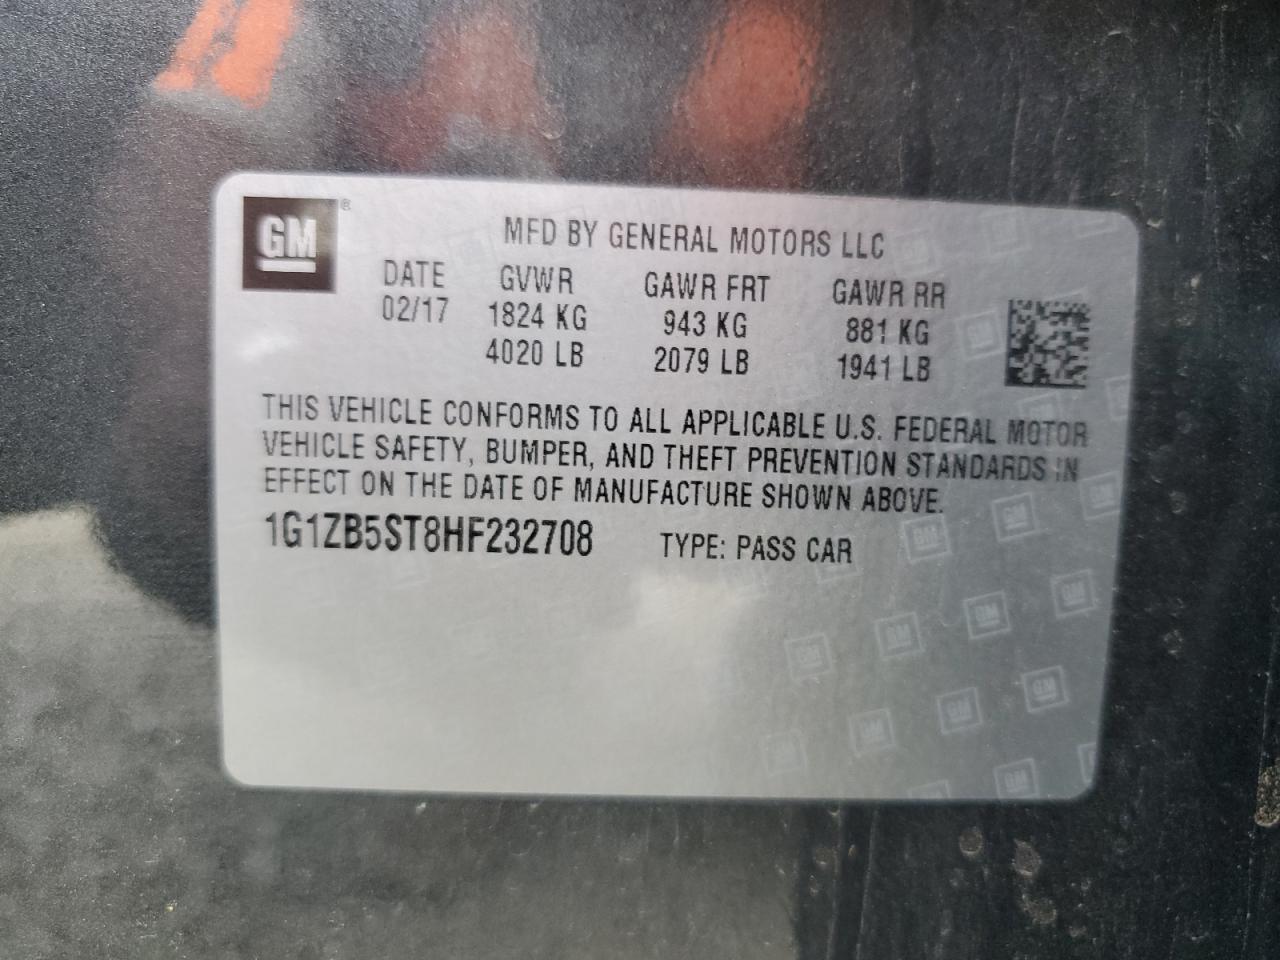 GM®
MFD BY GENERAL MOTORS LLC
DATE GVWR GAWR FRT GAWR RR
02/17 1824 KG 943 KG 881 KG
4020 LB 2079 LB 1941 LB
THIS VEHICLE CONFORMS TO ALL APPLICABLE U.S. FEDERAL MOTOR
VEHICLE SAFETY, BUMPER, AND THEFT PREVENTION STANDARDS IN
EFFECT ON THE DATE OF MANUFACTURE SHOWN ABOVE.
1G1ZB5ST8HF232708 TYPE: PASS CAR